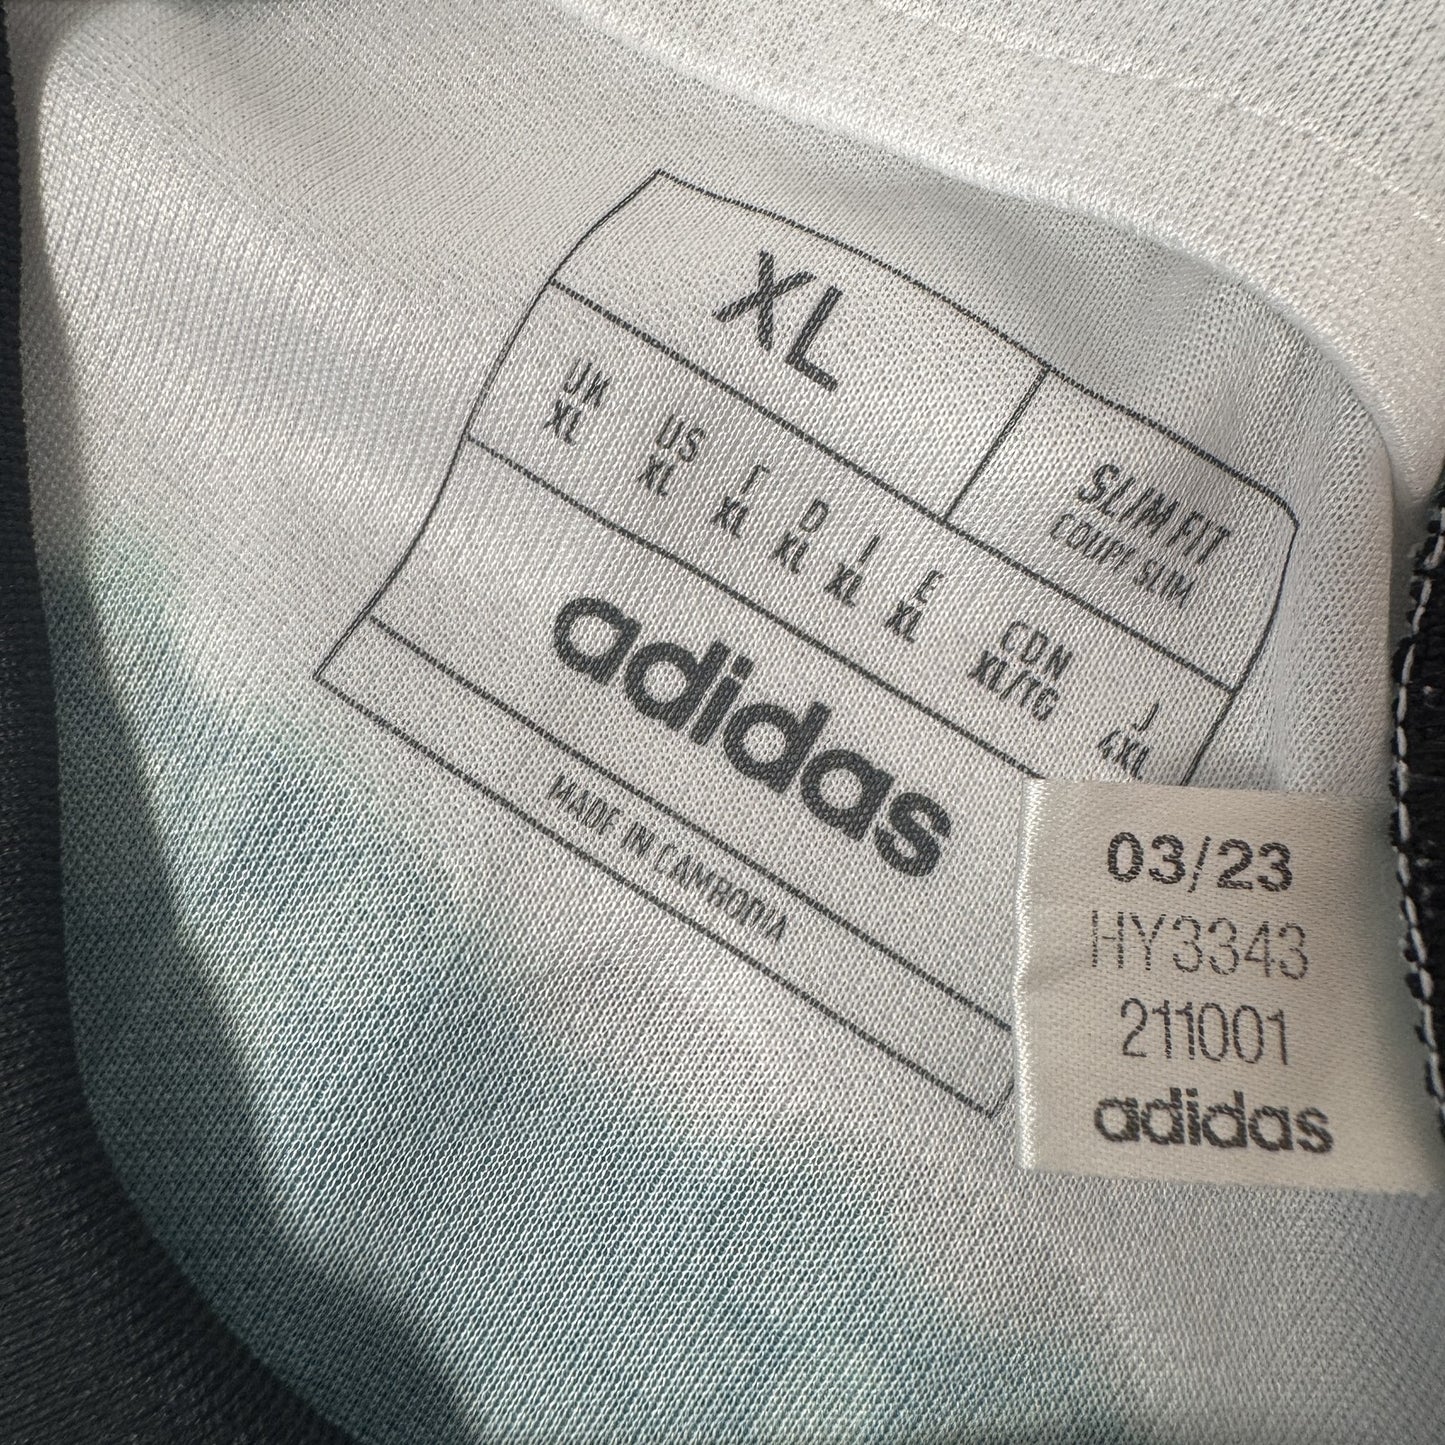 XL
SLIM FIT
COUPE SLIM
UK US F D I E CDN J
XL XL XL XL XL XL XL/TG 4XL
adidas
MADE IN CAMBODIA
03/23
HY3343
211001
adidas